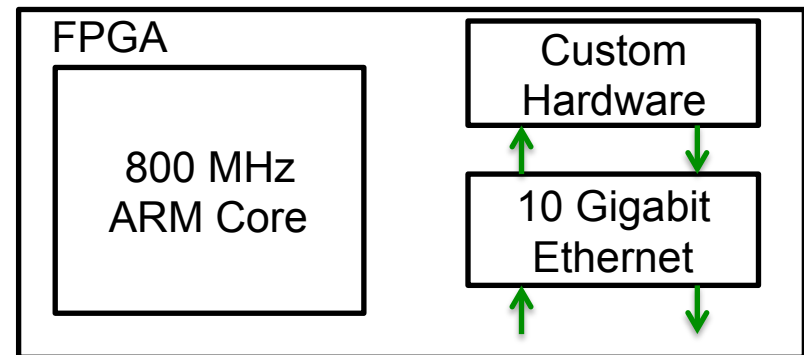 FPGA
800 MHz
ARM Core
Custom
Hardware
10 Gigabit
Ethernet